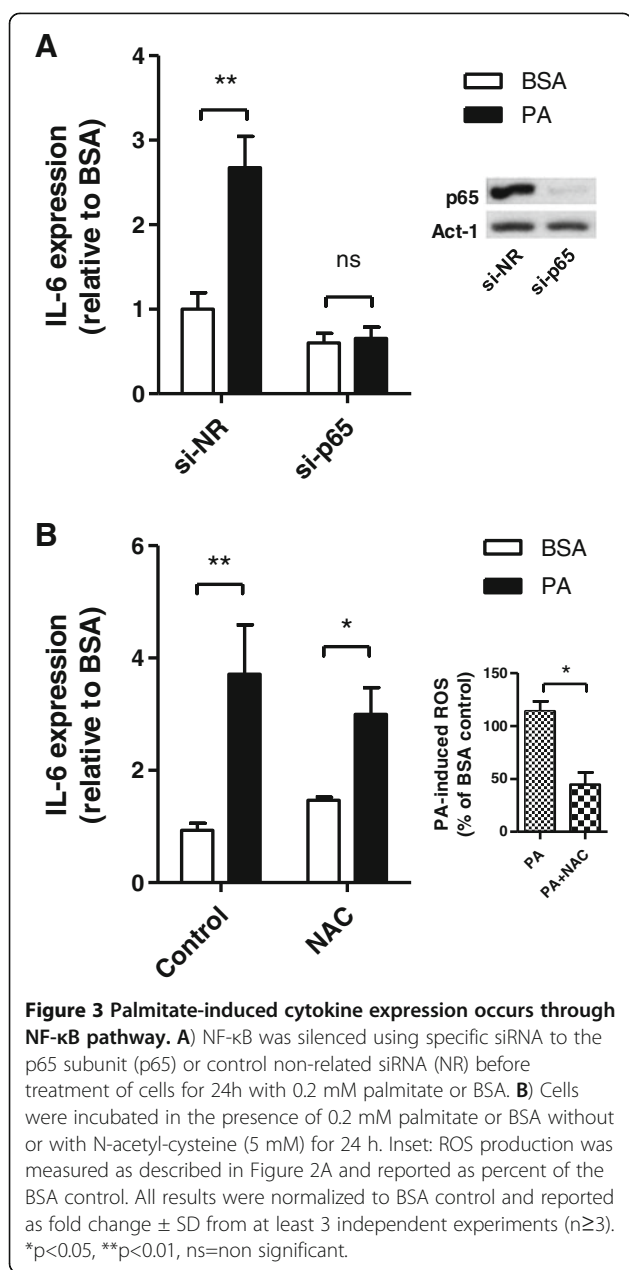 A
IL-6 expression
(relative to BSA)
4
3
2
1
0
**
ns
BSA
PA
p65
Act-1
si-NR
si-p65
si-NR
si-p65
B
IL-6 expression
(relative to BSA)
6
4
2
0
**
*
BSA
PA
Control
NAC
PA-induced ROS
(% of BSA control)
150
100
50
0
*
PA
PA+NAC
Figure 3 Palmitate-induced cytokine expression occurs through
NF-κB pathway. A) NF-κB was silenced using specific siRNA to the
p65 subunit (p65) or control non-related siRNA (NR) before
treatment of cells for 24h with 0.2 mM palmitate or BSA. B) Cells
were incubated in the presence of 0.2 mM palmitate or BSA without
or with N-acetyl-cysteine (5 mM) for 24 h. Inset: ROS production was
measured as described in Figure 2A and reported as percent of the
BSA control. All results were normalized to BSA control and reported
as fold change ± SD from at least 3 independent experiments (n≥3).
*p<0.05, **p<0.01, ns=non significant.